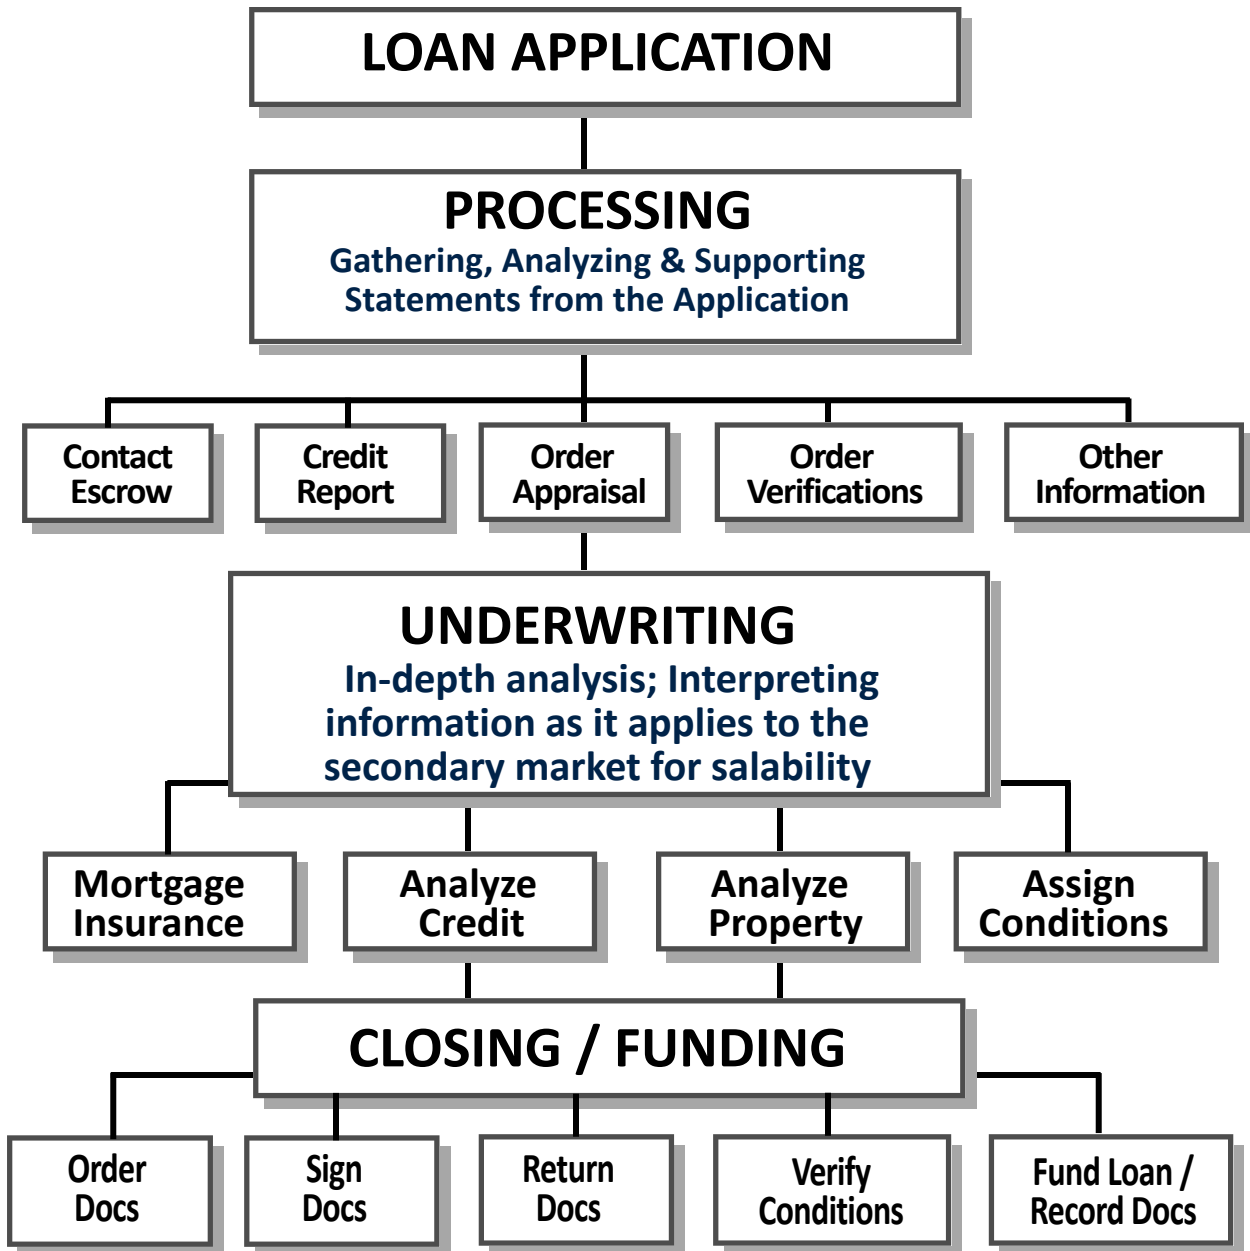 LOAN APPLICATION
PROCESSING
Gathering, Analyzing & Supporting
Statements from the Application
Contact
Escrow
Credit
Report
Order
Appraisal
Order
Verifications
Other
Information
UNDERWRITING
In-depth analysis; Interpreting
information as it applies to the
secondary market for salability
Mortgage
Insurance
Analyze
Credit
Analyze
Property
Assign
Conditions
CLOSING / FUNDING
Order
Docs
Sign
Docs
Return
Docs
Verify
Conditions
Fund Loan /
Record Docs